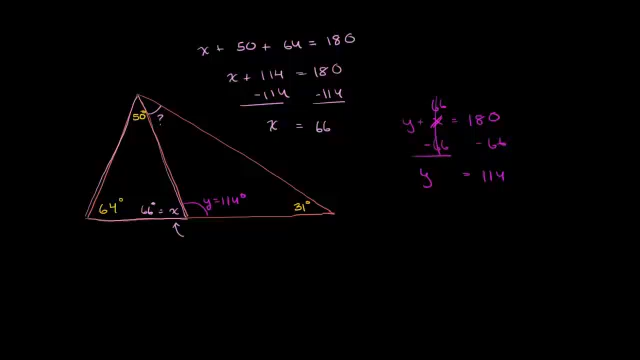 x + 50 + 64 = 180
x + 114 = 180
-114 -114
x = 66
50°
?
64°
66° = x
y=114°
31°
66
y + x = 180
-66 -66
y = 114